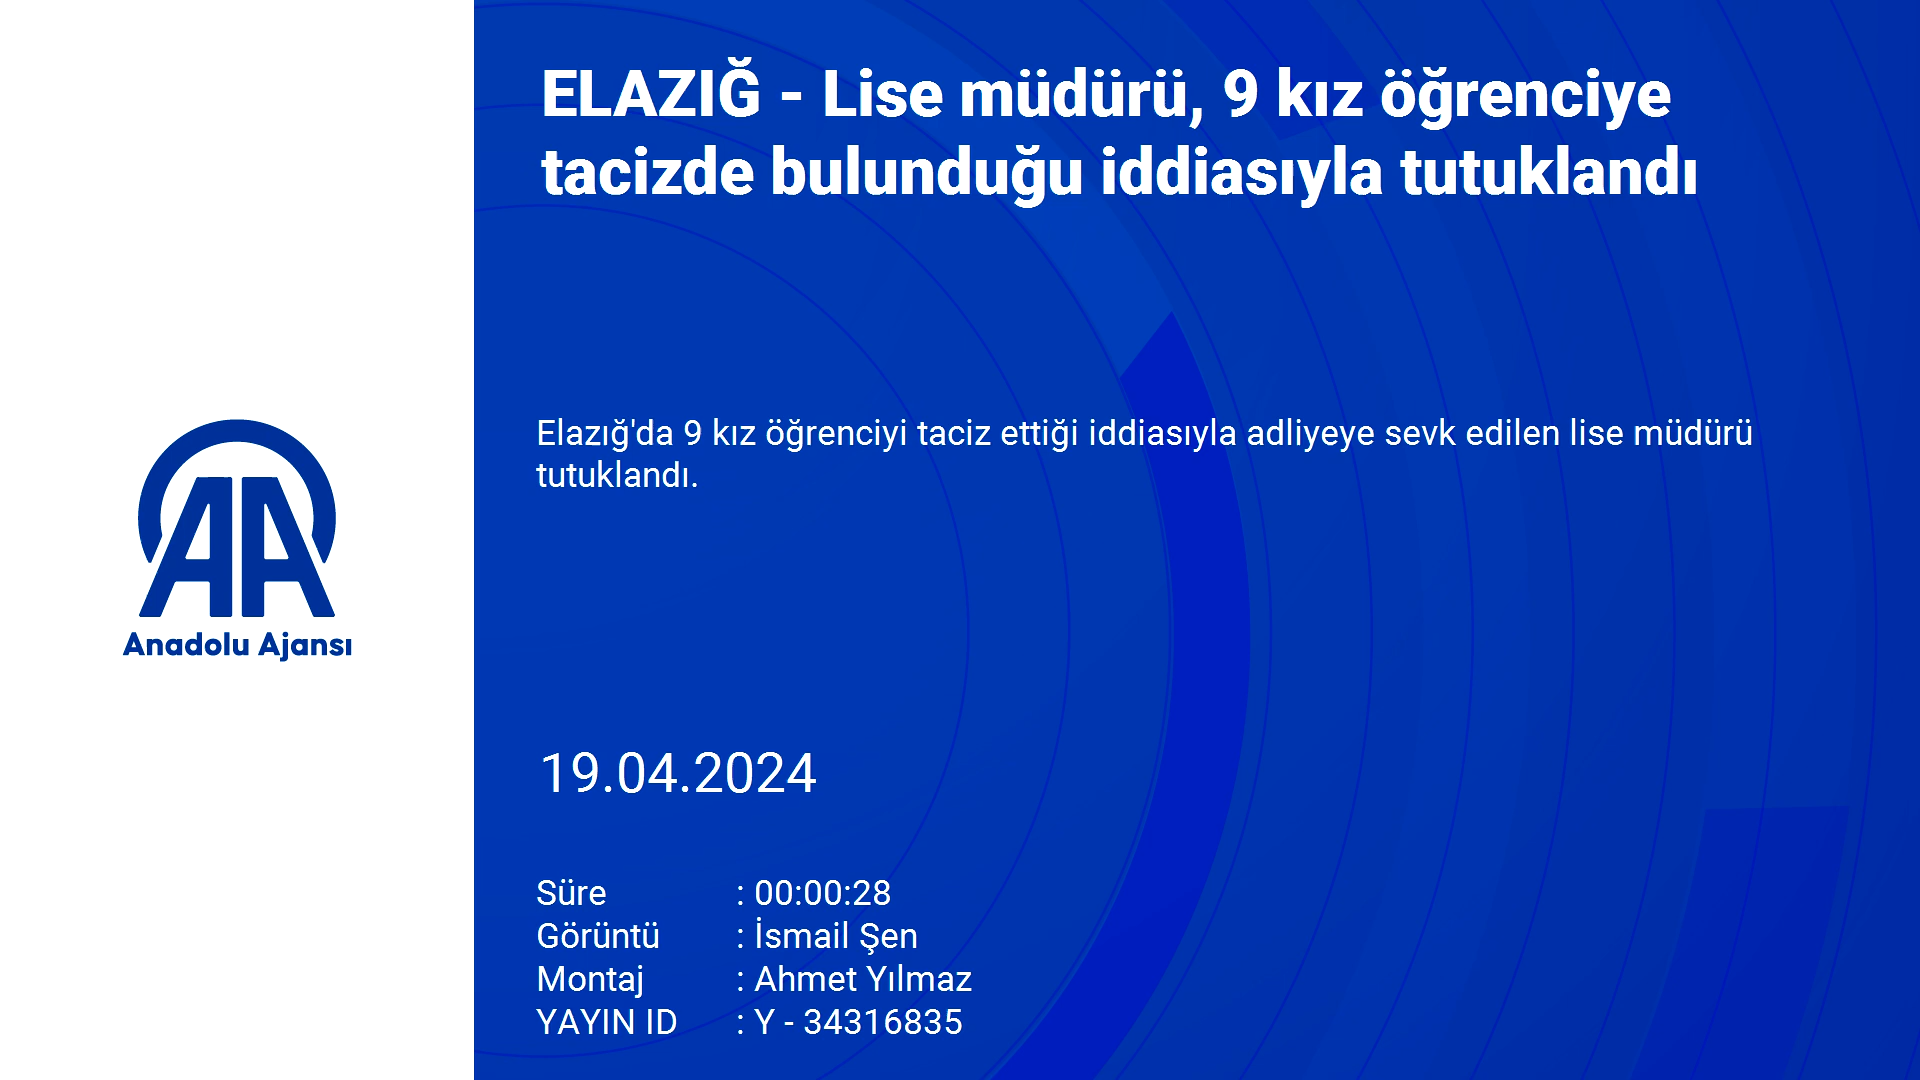 ELAZIĞ - Lise müdürü, 9 kız öğrenciye
tacizde bulunduğu iddiasıyla tutuklandı
Elazığ'da 9 kız öğrenciyi taciz ettiği iddiasıyla adliyeye sevk edilen lise müdürü
tutuklandı.
AA
Anadolu Ajansı
19.04.2024
Süre : 00:00:28
Görüntü : İsmail Şen
Montaj : Ahmet Yılmaz
YAYIN ID : Y - 34316835